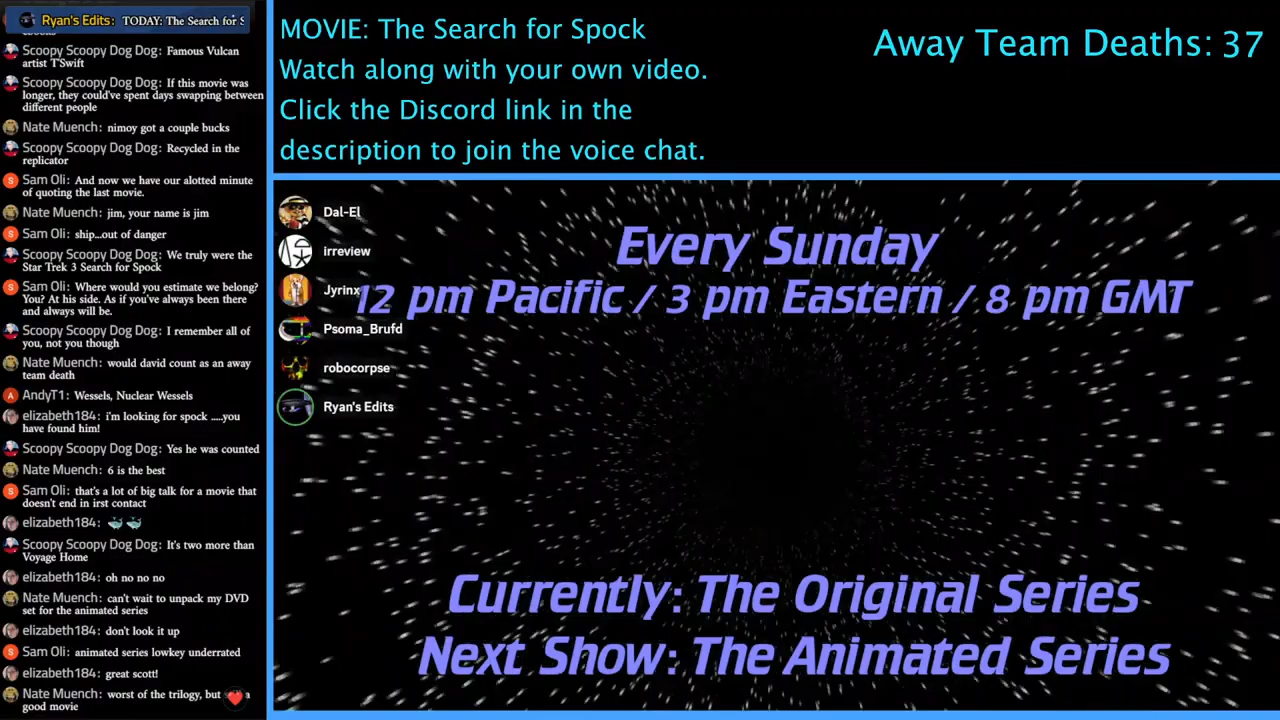 Ryan's Edits: TODAY: The Search for S
Scoopy Scoopy Dog Dog: Famous Vulcan
artist T'Swift
Scoopy Scoopy Dog Dog: If this movie was
longer, they could've spent days swapping between
different people
Nate Muench: nimoy got a couple bucks
Scoopy Scoopy Dog Dog: Recycled in the
replicator
Sam Oli: And now we have our alotted minute
of quoting the last movie.
Nate Muench: jim, your name is jim
Sam Oli: ship...out of danger
Scoopy Scoopy Dog Dog: We truly were the
Star Trek 3 Search for Spock
Sam Oli: Where would you estimate we belong?
You? At his side. As if you've always been there
and always will be.
Scoopy Scoopy Dog Dog: I remember all of
you, not you though
Nate Muench: would david count as an away
team death
AndyT1: Wessels, Nuclear Wessels
elizabeth184: i'm looking for spock .....you
have found him!
Scoopy Scoopy Dog Dog: Yes he was counted
Nate Muench: 6 is the best
Sam Oli: that's a lot of big talk for a movie that
doesn't end in irst contact
elizabeth184: 🐳 🐳
Scoopy Scoopy Dog Dog: It's two more than
Voyage Home
elizabeth184: oh no no no
Nate Muench: can't wait to unpack my DVD
set for the animated series
elizabeth184: don't look it up
Sam Oli: animated series lowkey underrated
elizabeth184: great scott!
Nate Muench: worst of the trilogy, but
good movie
MOVIE: The Search for Spock
Watch along with your own video.
Click the Discord link in the
description to join the voice chat.
Away Team Deaths: 37
Dal-El
irreview
Jyrinx
Psoma_Brufd
robocorpse
Ryan's Edits
Every Sunday
12 pm Pacific / 3 pm Eastern / 8 pm GMT
Currently: The Original Series
Next Show: The Animated Series